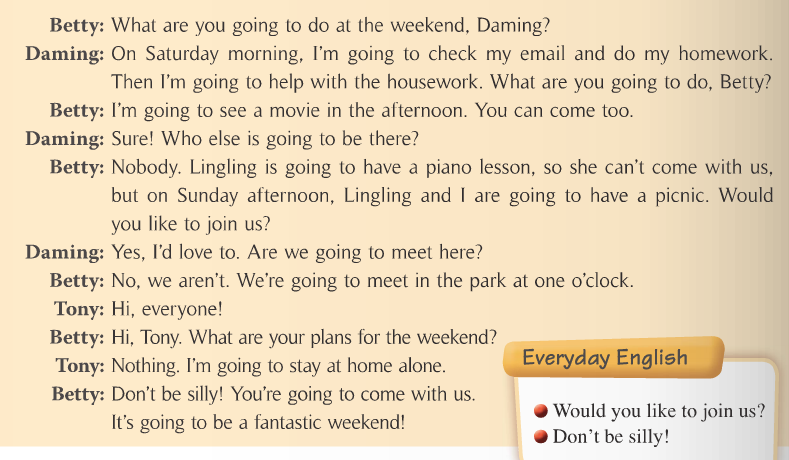 Betty: What are you going to do at the weekend, Daming?
Daming: On Saturday morning, I'm going to check my email and do my homework.
Then I'm going to help with the housework. What are you going to do, Betty?
Betty: I'm going to see a movie in the afternoon. You can come too.
Daming: Sure! Who else is going to be there?
Betty: Nobody. Lingling is going to have a piano lesson, so she can't come with us,
but on Sunday afternoon, Lingling and I are going to have a picnic. Would
you like to join us?
Daming: Yes, I'd love to. Are we going to meet here?
Betty: No, we aren't. We're going to meet in the park at one o'clock.
Tony: Hi, everyone!
Betty: Hi, Tony. What are your plans for the weekend?
Tony: Nothing. I'm going to stay at home alone.
Betty: Don't be silly! You're going to come with us.
It's going to be a fantastic weekend!
Everyday English
Would you like to join us?
Don't be silly!